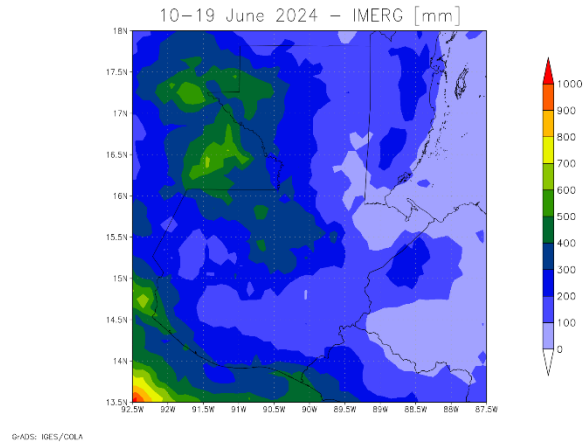 10-19 June 2024 - IMERG [mm]
18N
17.5N
17N
16.5N
16N
15.5N
15N
14.5N
14N
13.5N
92.5W 92W 91.5W 91W 90.5W 90W 89.5W 89W 88.5W 88W 87.5W
1000
900
800
700
600
500
400
300
200
100
0
GrADS: IGES/COLA